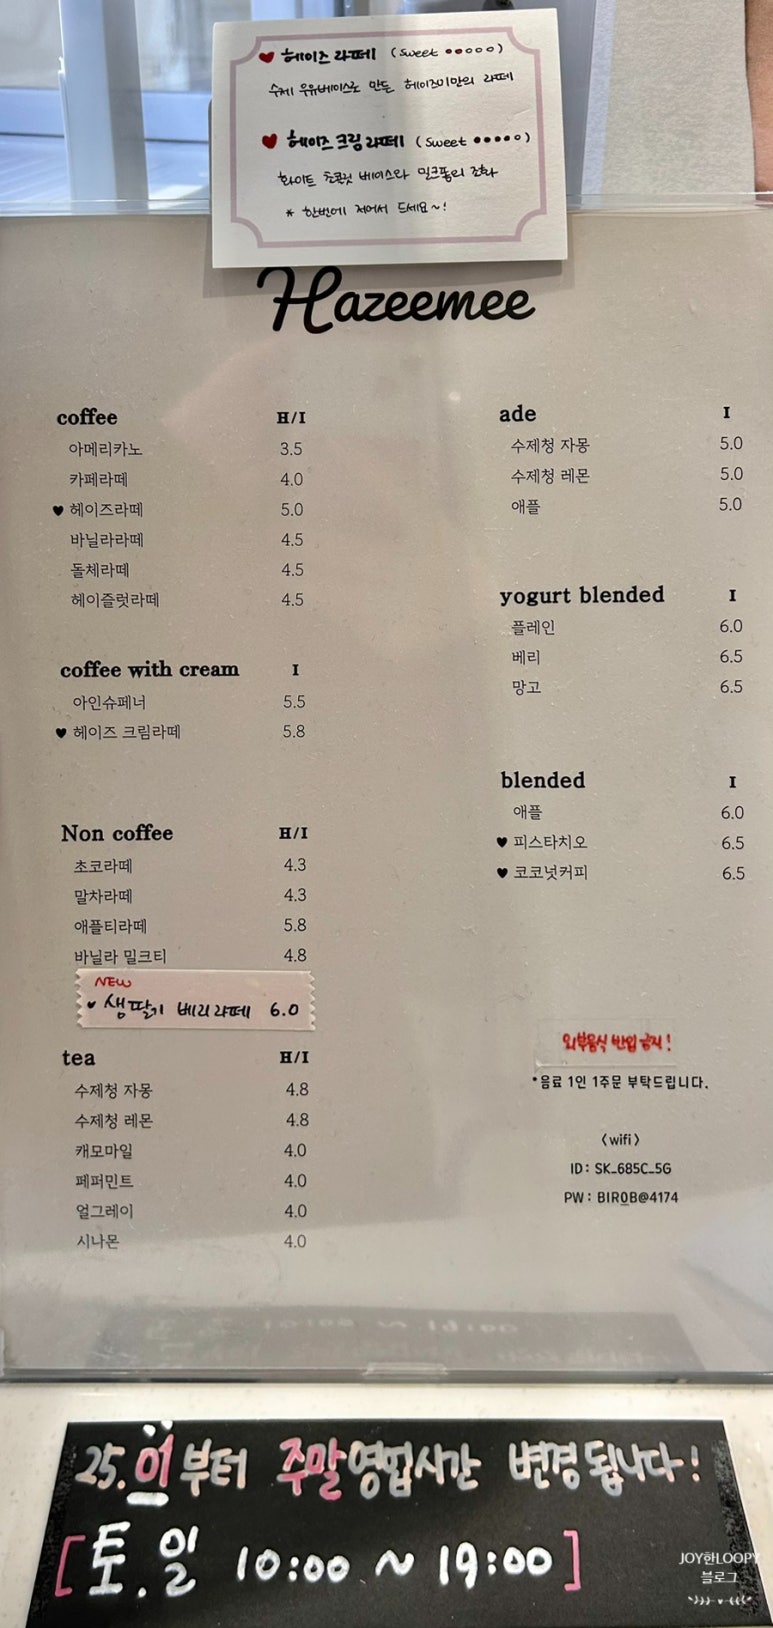 ♥ 헤이즈 라떼 (Sweet ●●○○○)
수제 우유베이스로 만든 헤이즈미만의 라떼
♥ 헤이즈 크림 라떼 (Sweet ●●●●○)
화이트 초콜릿 베이스와 밀크폼의 조화
* 한번에 저어서 드세요~!
Hazeemee
coffee H/I
아메리카노 3.5
카페라떼 4.0
♥ 헤이즈라떼 5.0
바닐라라떼 4.5
돌체라떼 4.5
헤이즐럿라떼 4.5
coffee with cream I
아인슈페너 5.5
♥ 헤이즈 크림라떼 5.8
Non coffee H/I
초코라떼 4.3
말차라떼 4.3
애플티라떼 5.8
바닐라 밀크티 4.8
NEW
♥ 생딸기 베리 라떼 6.0
tea H/I
수제청 자몽 4.8
수제청 레몬 4.8
캐모마일 4.0
페퍼민트 4.0
얼그레이 4.0
시나몬 4.0
ade I
수제청 자몽 5.0
수제청 레몬 5.0
애플 5.0
yogurt blended I
플레인 6.0
베리 6.5
망고 6.5
blended I
애플 6.0
♥ 피스타치오 6.5
♥ 코코넛커피 6.5
외부음식 반입 금지!
*음료 1인 1주문 부탁드립니다.
<wifi>
ID: SK_685C_5G
PW: BIR0B@4174
25. 01부터 주말영업시간 변경됩니다!
[토.일 10:00 ~ 19:00]
JOY한LOOPY
블로그